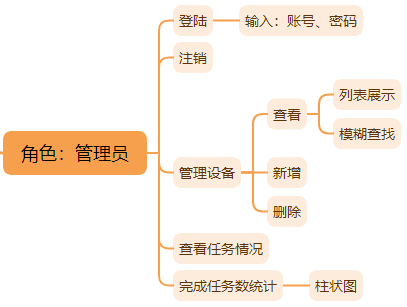 登陆
输入：账号、密码
注销
列表展示
查看
模糊查找
角色：管理员
管理设备
新增
删除
查看任务情况
完成任务数统计
柱状图